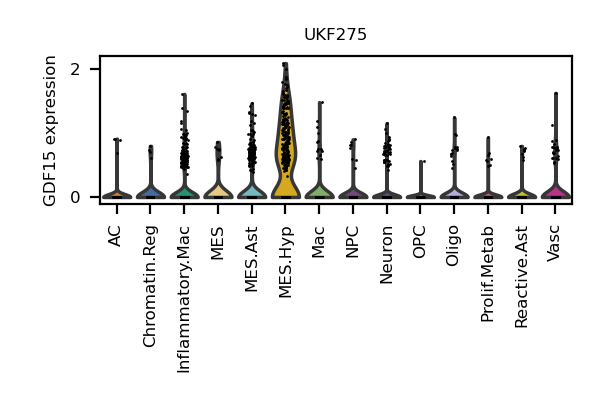 UKF275
GDF15 expression
2
0
AC
Chromatin.Reg
Inflammatory.Mac
MES
MES.Ast
MES.Hyp
Mac
NPC
Neuron
OPC
Oligo
Prolif.Metab
Reactive.Ast
Vasc